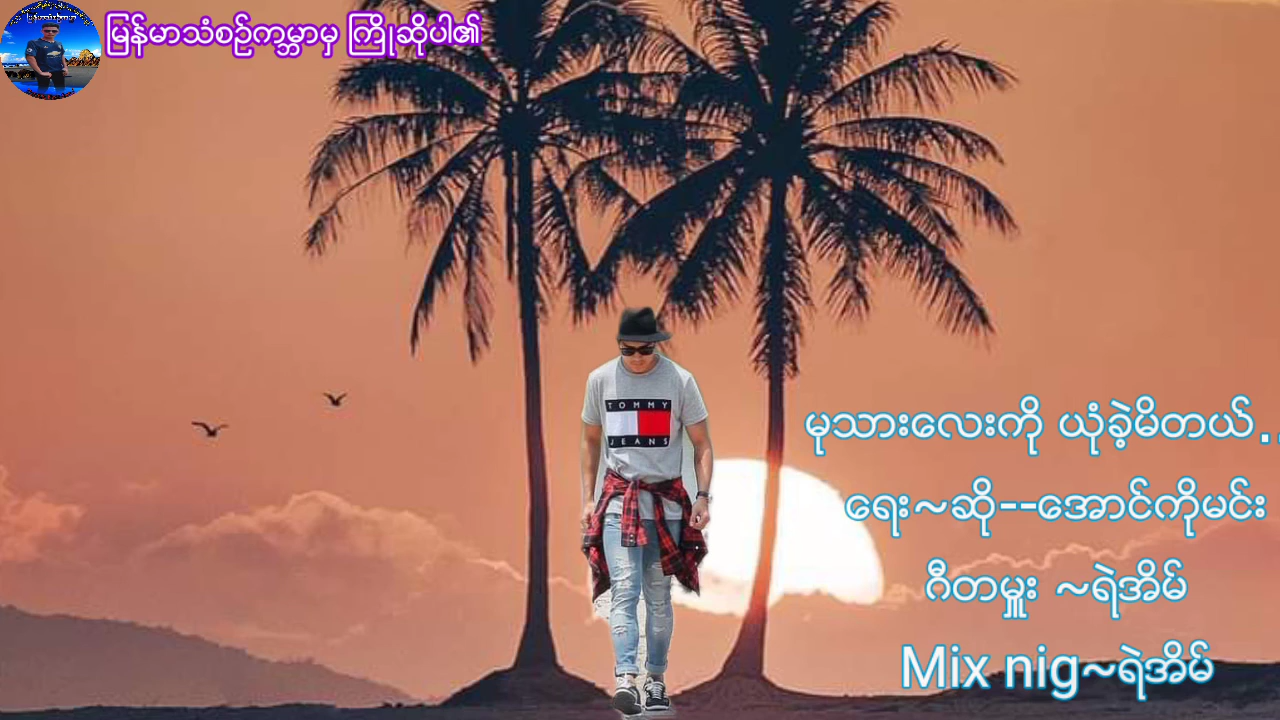 မြန်မာသံစဉ်ကမ္ဘာမှ ကြိုဆိုပါ၏
TOMMY
JEANS
မုသားလေးကို ယုံခဲ့မိတယ်..
ရေး~ဆို--အောင်ကိုမင်း
ဂီတမှူး ~ရဲအိမ်
Mix nig~ရဲအိမ်